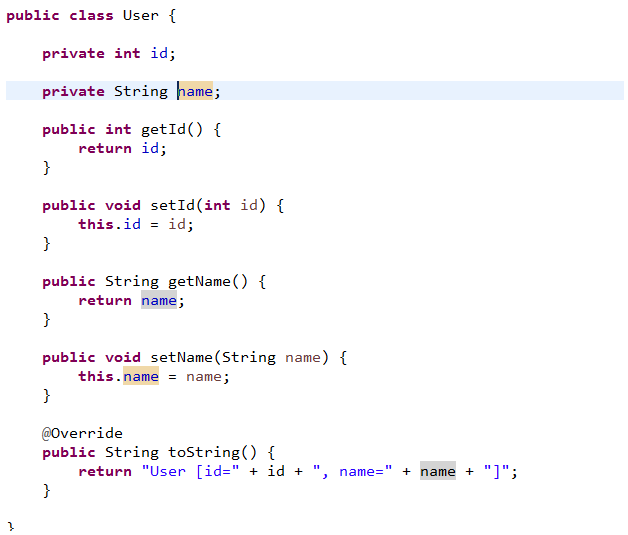 public class User {
private int id;
private String name;
public int getId() {
return id;
}
public void setId(int id) {
this.id = id;
}
public String getName() {
return name;
}
public void setName(String name) {
this.name = name;
}
@Override
public String toString() {
return "User [id=" + id + ", name=" + name + "]";
}
}